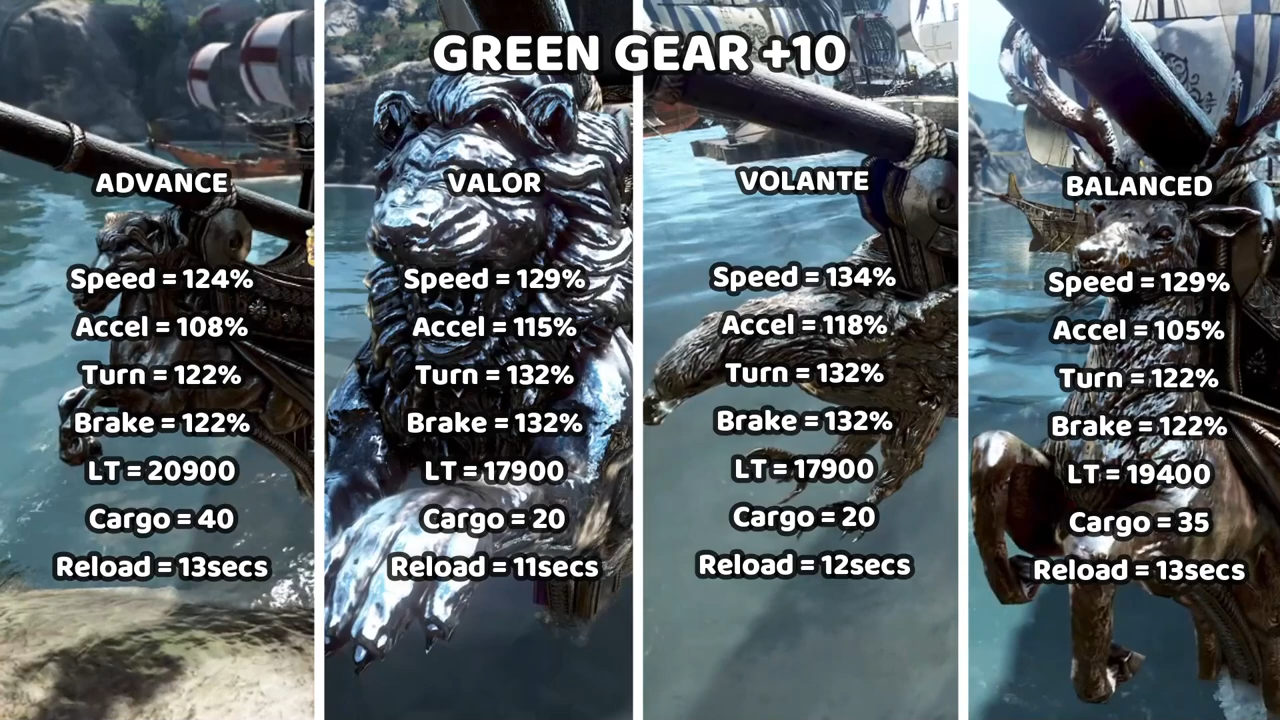 GREEN GEAR +10
ADVANCE
Speed = 124%
Accel = 108%
Turn = 122%
Brake = 122%
LT = 20900
Cargo = 40
Reload = 13secs
VALOR
Speed = 129%
Accel = 115%
Turn = 132%
Brake = 132%
LT = 17900
Cargo = 20
Reload = 11secs
VOLANTE
Speed = 134%
Accel = 118%
Turn = 132%
Brake = 132%
LT = 17900
Cargo = 20
Reload = 12secs
BALANCED
Speed = 129%
Accel = 105%
Turn = 122%
Brake = 122%
LT = 19400
Cargo = 35
Reload = 13secs